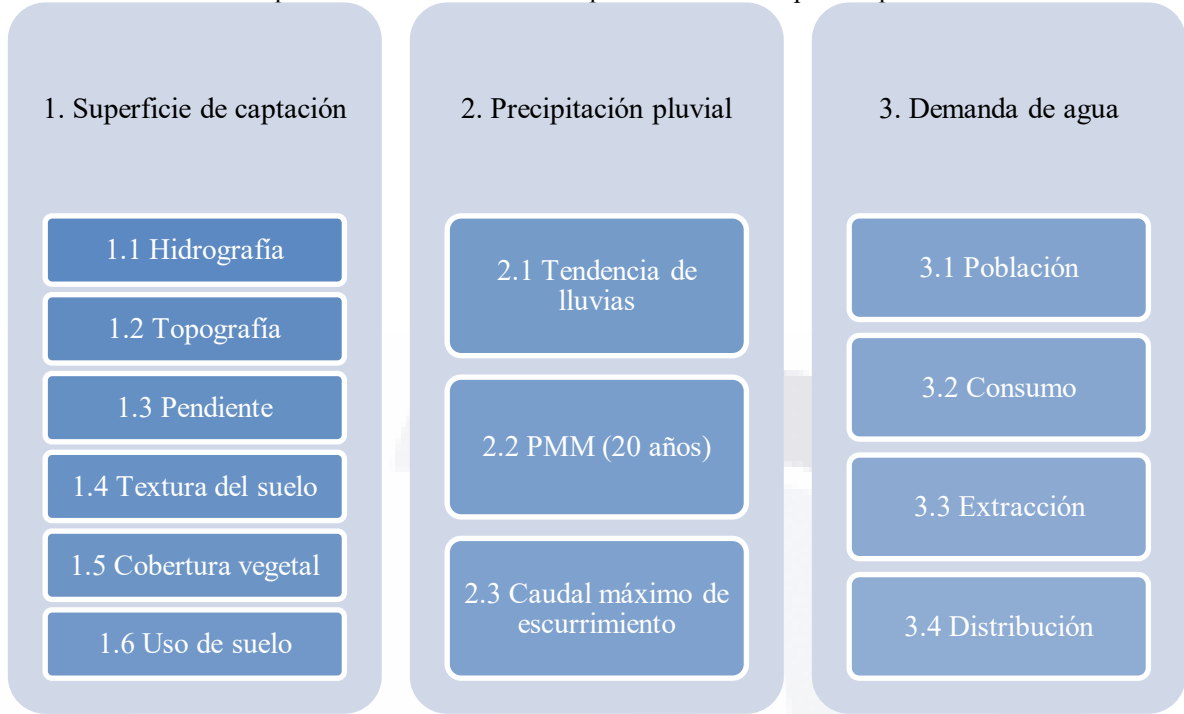 1. Superficie de captación
1.1 Hidrografía
1.2 Topografía
1.3 Pendiente
1.4 Textura del suelo
1.5 Cobertura vegetal
1.6 Uso de suelo
2. Precipitación pluvial
2.1 Tendencia de
lluvias
2.2 PMM (20 años)
2.3 Caudal máximo de
escurrimiento
3. Demanda de agua
3.1 Población
3.2 Consumo
3.3 Extracción
3.4 Distribución